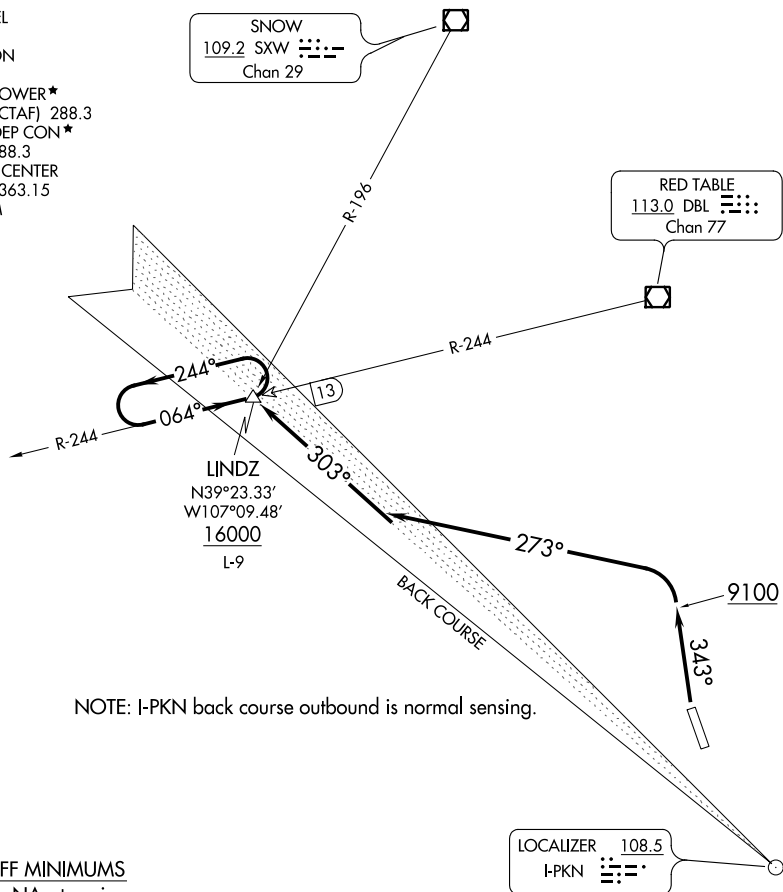 SNOW
109.2 SXW
Chan 29
OWER★
CTAF) 288.3
DEP CON★
CENTER
363.15
RED TABLE
113.0 DBL
Chan 77
R-196
R-244
13
244°
064°
R-244
303°
LINDZ
N39°23.33'
W107°09.48'
16000
L-9
273°
9100
343°
BACK COURSE
NOTE: I-PKN back course outbound is normal sensing.
LOCALIZER 108.5
I-PKN
FF MINIMUMS